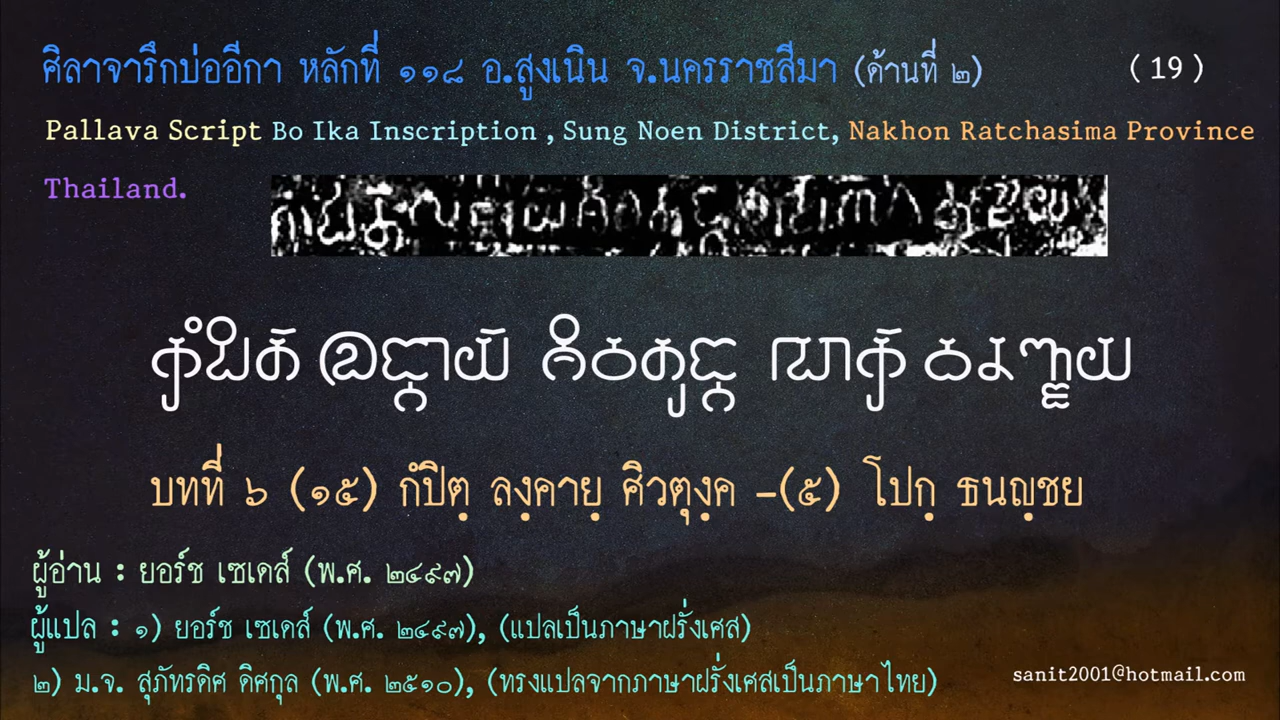 ศิลาจารึกบ่ออีกา หลักที่ ๑๑๘ อ.สูงเนิน จ.นครราชสีมา (ด้านที่ ๒) (19)
Pallava Script Bo Ika Inscription , Sung Noen District, Nakhon Ratchasima Province
Thailand.
บทที่ ๖ (๑๕) กํปิตฺ ลงฺคายฺ ศิวตุงฺค -(๕) โปกฺ ธนญฺชย
ผู้อ่าน : ยอร์ช เซเดส์ (พ.ศ. ๒๔๙๗)
ผู้แปล : ๑) ยอร์ช เซเดส์ (พ.ศ. ๒๔๙๗), (แปลเป็นภาษาฝรั่งเศส)
๒) ม.จ. สุภัทรดิศ ดิศกุล (พ.ศ. ๒๕๑๐), (ทรงแปลจากภาษาฝรั่งเศสเป็นภาษาไทย)
sanit2001@hotmail.com